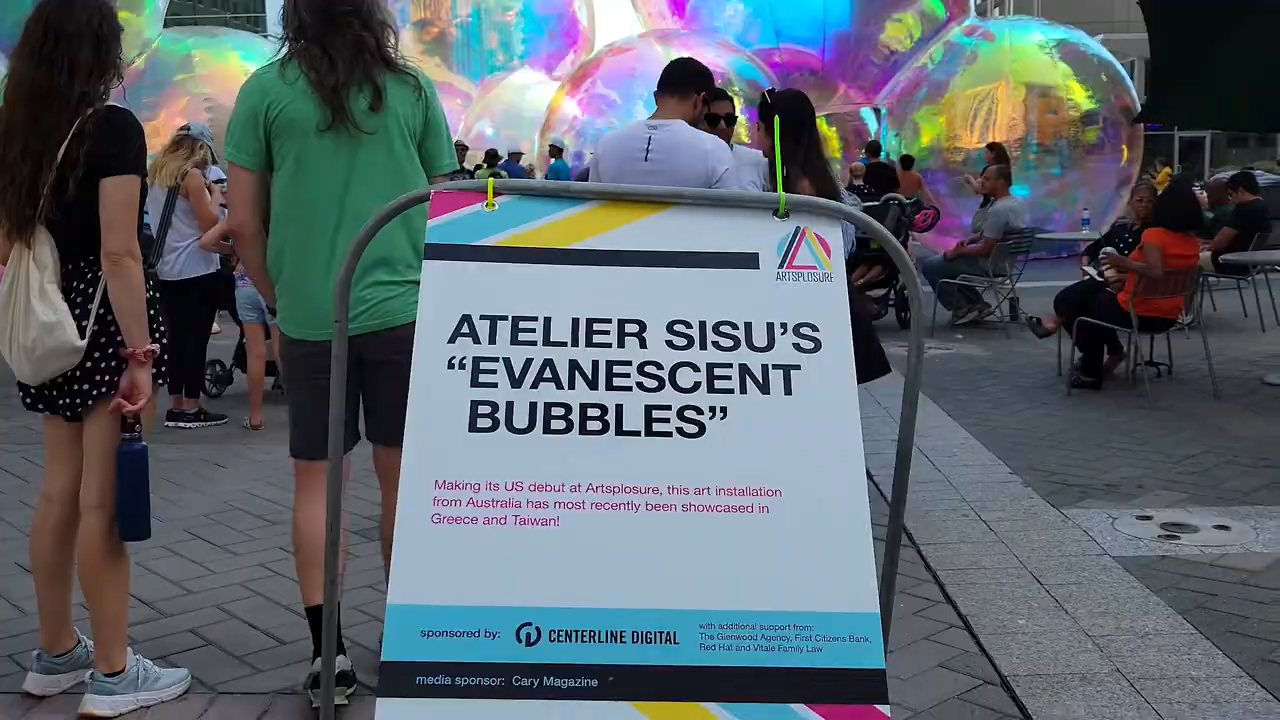 ARTSPLOSURE
ATELIER SISU'S
“EVANESCENT
BUBBLES”
Making its US debut at Artsplosure, this art installation
from Australia has most recently been showcased in
Greece and Taiwan!
sponsored by: CENTERLINE DIGITAL
with additional support from:
The Glenwood Agency, First Citizens Bank,
Red Hat and Vitale Family Law
media sponsor: Cary Magazine